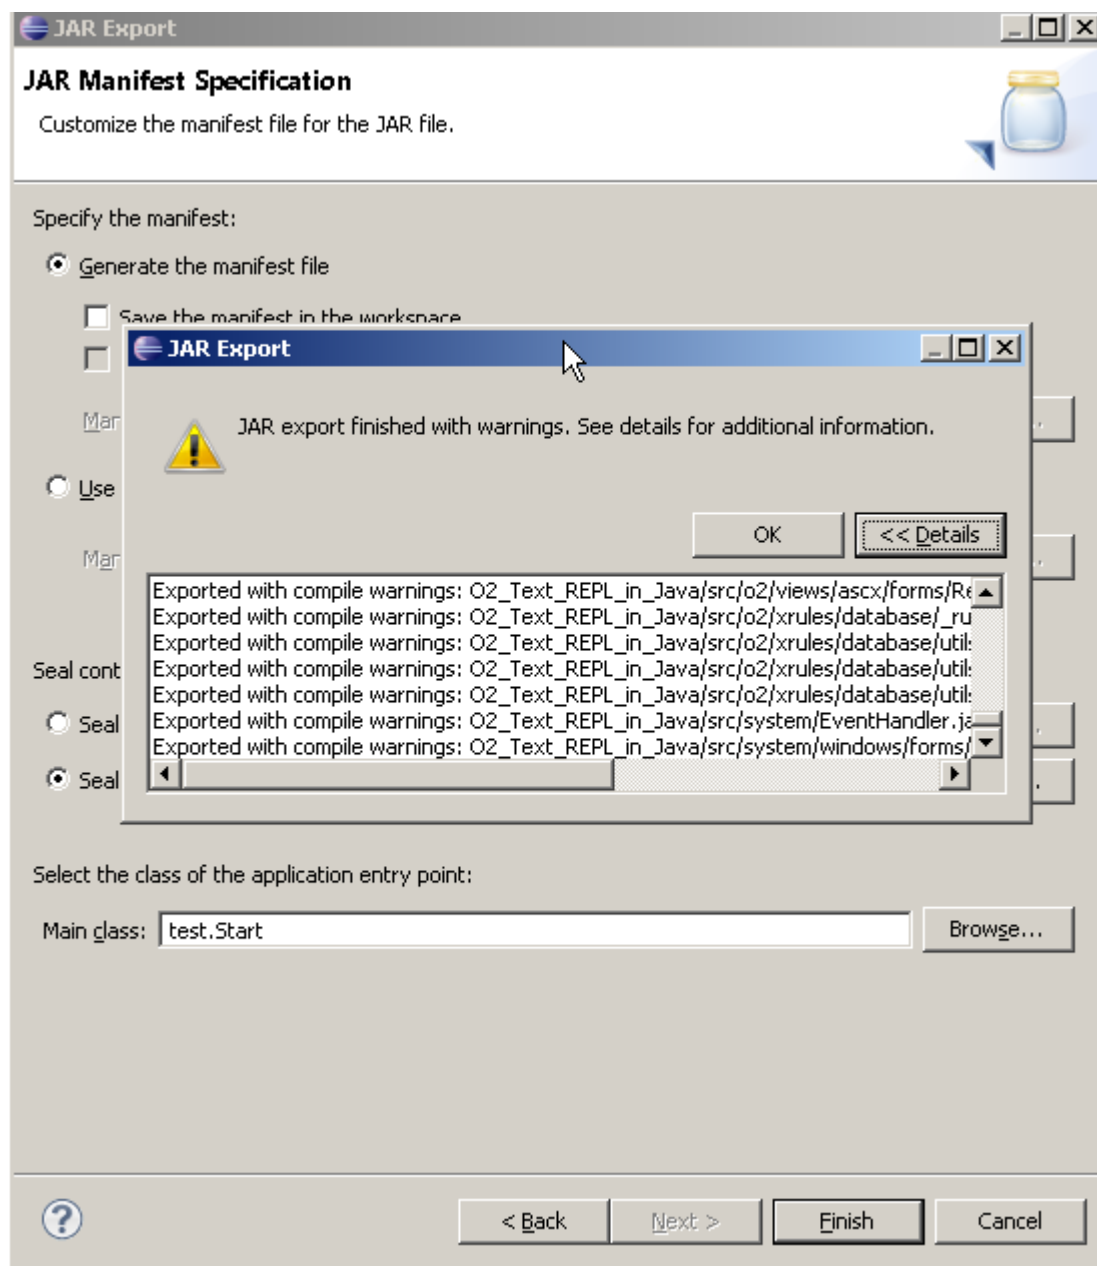 JAR Export
JAR Manifest Specification
Customize the manifest file for the JAR file.
Specify the manifest:
Generate the manifest file
Save the manifest in the workspace
JAR Export
JAR export finished with warnings. See details for additional information.
Use
OK
<< Details
Exported with compile warnings: O2_Text_REPL_in_Java/src/o2/views/ascx/forms/Re
Exported with compile warnings: O2_Text_REPL_in_Java/src/o2/xrules/database/_ru
Exported with compile warnings: O2_Text_REPL_in_Java/src/o2/xrules/database/utils
Exported with compile warnings: O2_Text_REPL_in_Java/src/o2/xrules/database/utils
Exported with compile warnings: O2_Text_REPL_in_Java/src/o2/xrules/database/utils
Exported with compile warnings: O2_Text_REPL_in_Java/src/system/EventHandler.ja
Exported with compile warnings: O2_Text_REPL_in_Java/src/system/windows/forms/
Seal cont
Seal
Seal
Select the class of the application entry point:
Main class: test.Start Browse...
< Back Next > Finish Cancel